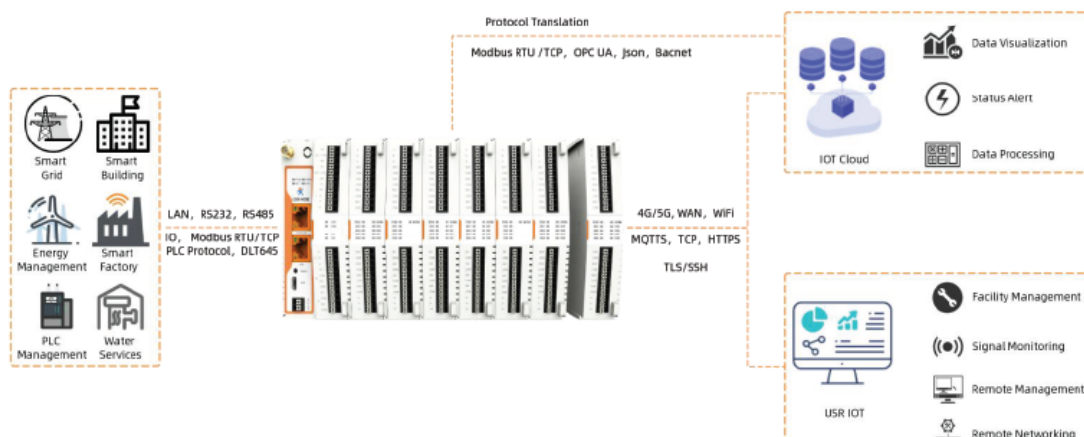 Protocol Translation
Modbus RTU /TCP, OPC UA, Json, Bacnet
Smart
Grid
Smart
Building
Energy
Management
Smart
Factory
PLC
Management
Water
Services
LAN, RS232, RS485
IO, Modbus RTU/TCP
PLC Protocol, DLT645
4G/5G, WAN, WiFi
MQTTS, TCP, HTTPS
TLS/SSH
IOT Cloud
Data Visualization
Status Alert
Data Processing
USR IOT
Facility Management
Signal Monitoring
Remote Management
Remote Networking